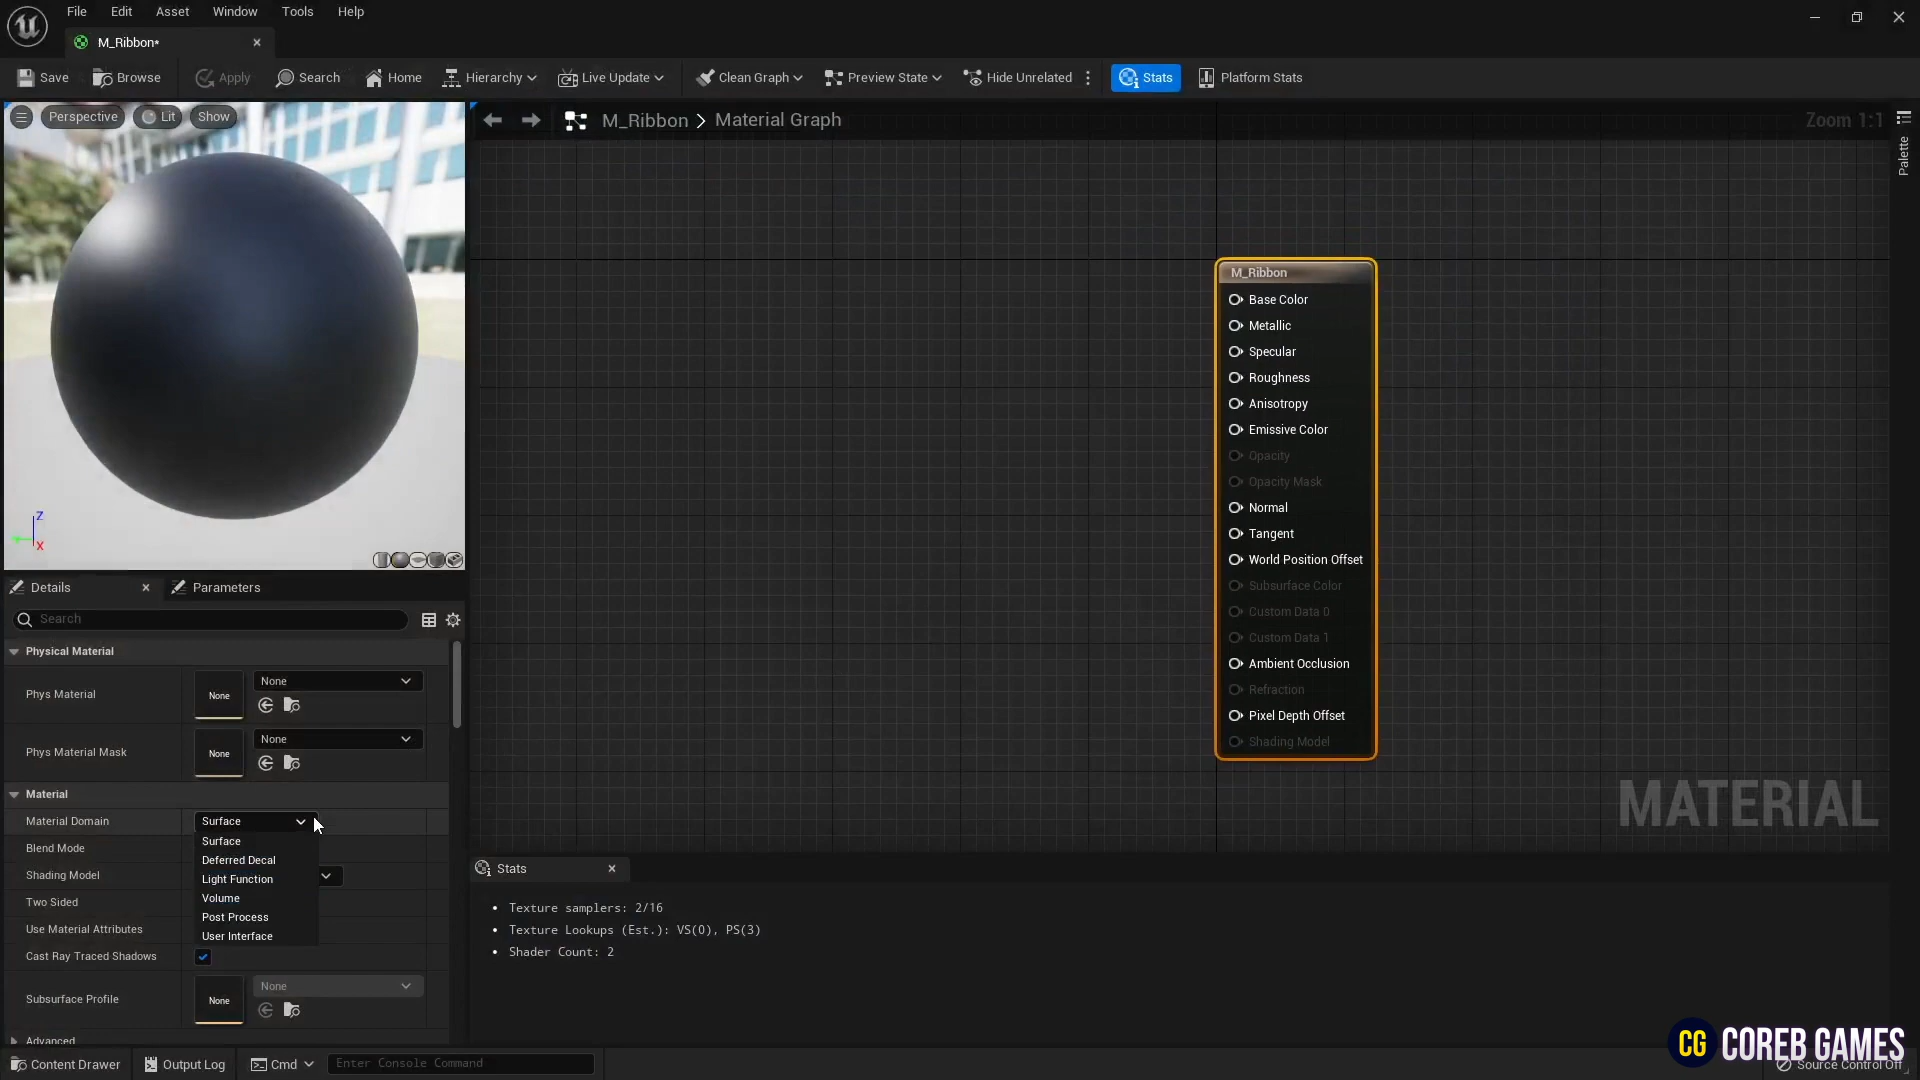 File Edit Asset Window Tools Help
M_Ribbon*
Save Browse Apply Search Home Hierarchy Live Update Clean Graph Preview State Hide Unrelated Stats Platform Stats
Perspective Lit Show
M_Ribbon > Material Graph
Zoom 1:1
Palette
M_Ribbon
Base Color
Metallic
Specular
Roughness
Anisotropy
Emissive Color
Opacity
Opacity Mask
Normal
Tangent
World Position Offset
Subsurface Color
Custom Data 0
Custom Data 1
Ambient Occlusion
Refraction
Pixel Depth Offset
Shading Model
MATERIAL
Z
X
Details Parameters
Search
Physical Material
Phys Material None None
Phys Material Mask None None
Material
Material Domain Surface
Surface
Blend Mode
Deferred Decal
Shading Model
Light Function
Two Sided
Volume
Post Process
Use Material Attributes
User Interface
Cast Ray Traced Shadows
Subsurface Profile None None
Advanced
Stats
• Texture samplers: 2/16
• Texture Lookups (Est.): VS(0), PS(3)
• Shader Count: 2
Content Drawer Output Log Cmd Enter Console Command
CG COREB GAMES
Source Control Off